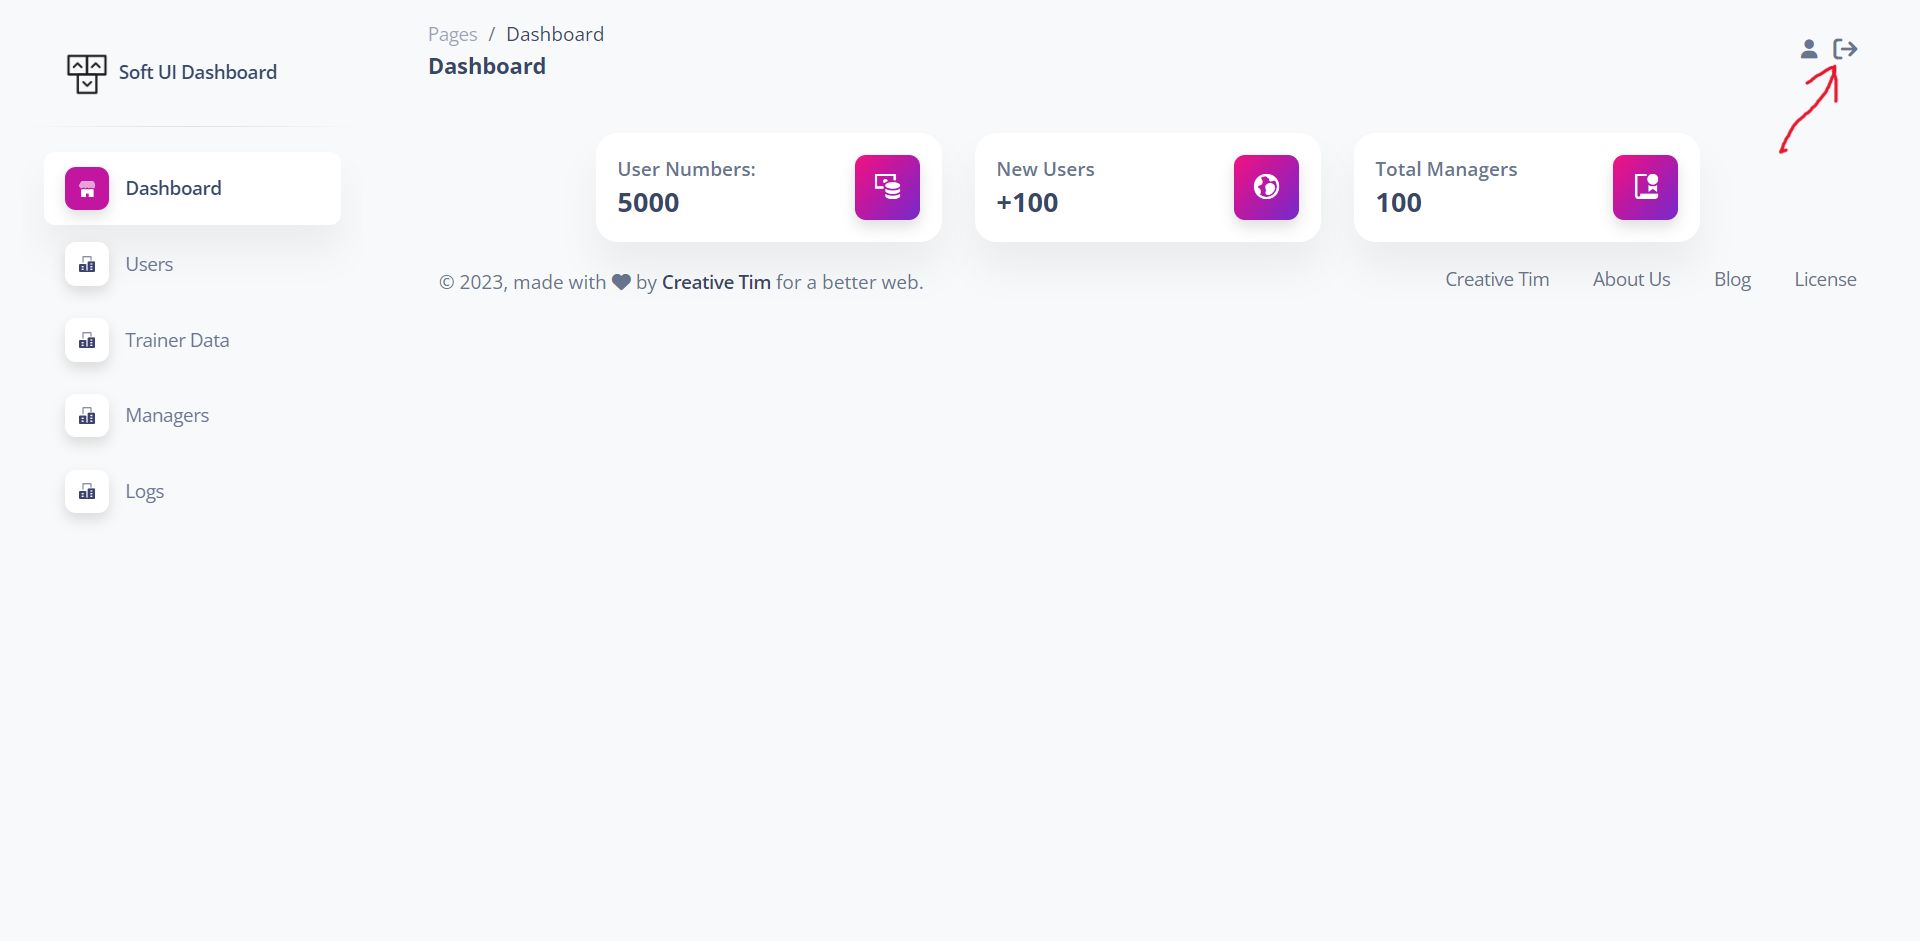 Soft UI Dashboard
Dashboard
Users
Trainer Data
Managers
Logs
Pages / Dashboard
Dashboard
User Numbers:
5000
New Users
+100
Total Managers
100
© 2023, made with by Creative Tim for a better web.
Creative Tim About Us Blog License